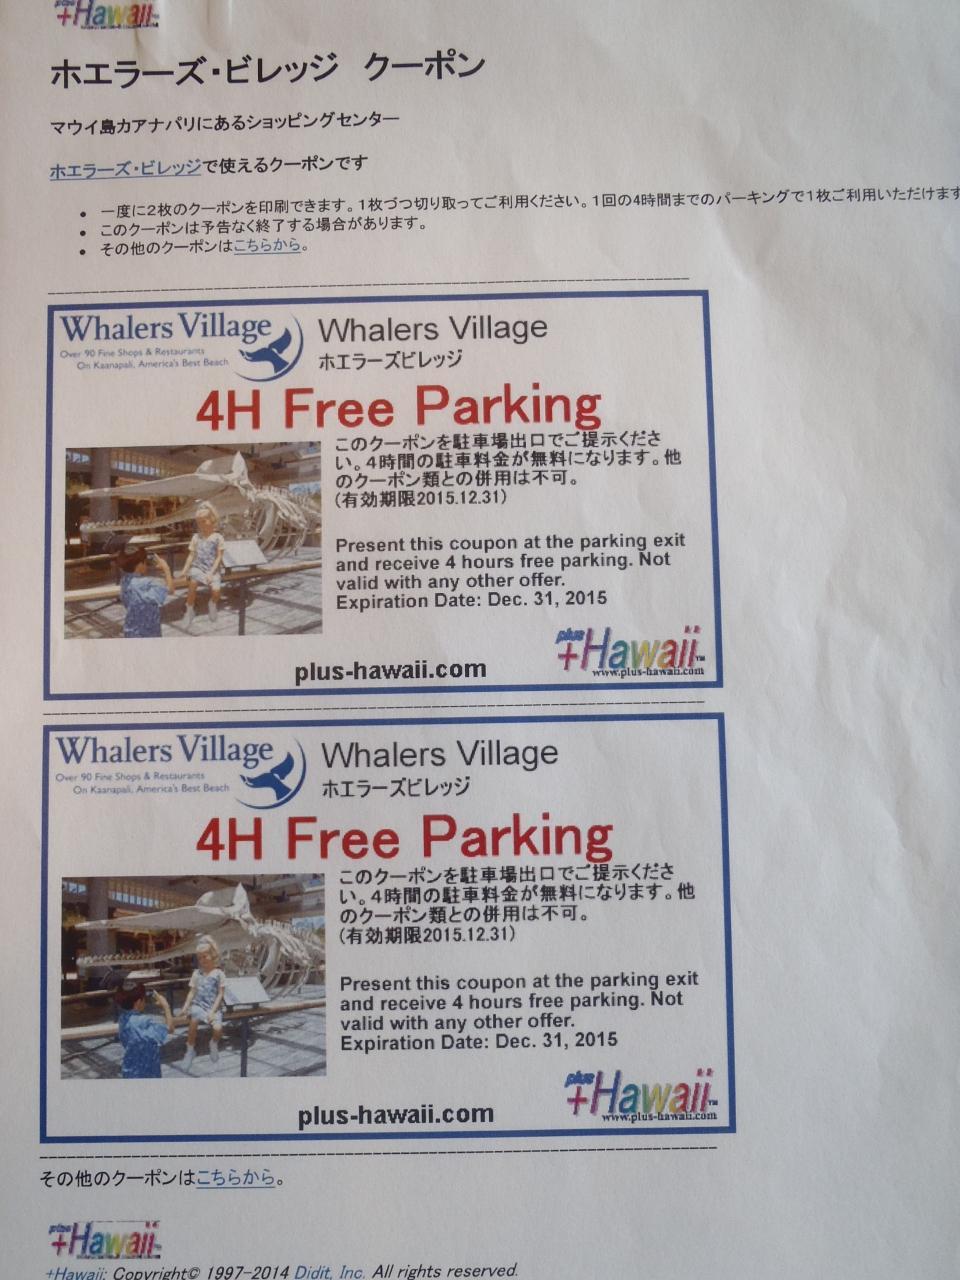 +Hawaii
ホエラーズ・ビレッジ クーポン
マウイ島カアナパリにあるショッピングセンター
ホエラーズ・ビレッジで使えるクーポンです
• 一度に2枚のクーポンを印刷できます。1枚づつ切り取ってご利用ください。1回の4時間までのパーキングで1枚ご利用いただけます
• このクーポンは予告なく終了する場合があります。
• その他のクーポンはこちらから。
Whalers Village
Over 90 Fine Shops & Restaurants
On Kaanapali, America's Best Beach
Whalers Village
ホエラーズビレッジ
4H Free Parking
このクーポンを駐車場出口でご提示くださ
い。4時間の駐車料金が無料になります。他
のクーポン類との併用は不可。
(有効期限2015.12.31)
Present this coupon at the parking exit
and receive 4 hours free parking. Not
valid with any other offer.
Expiration Date: Dec. 31, 2015
plus-hawaii.com
plus
+Hawaii™
www.plus-hawaii.com
Whalers Village
Over 90 Fine Shops & Restaurants
On Kaanapali, America's Best Beach
Whalers Village
ホエラーズビレッジ
4H Free Parking
このクーポンを駐車場出口でご提示くださ
い。4時間の駐車料金が無料になります。他
のクーポン類との併用は不可。
(有効期限2015.12.31)
Present this coupon at the parking exit
and receive 4 hours free parking. Not
valid with any other offer.
Expiration Date: Dec. 31, 2015
plus-hawaii.com
plus
+Hawaii™
www.plus-hawaii.com
その他のクーポンはこちらから。
plus
+Hawaii
+Hawaii: Copyright© 1997-2014 Didit, Inc. All rights reserved.